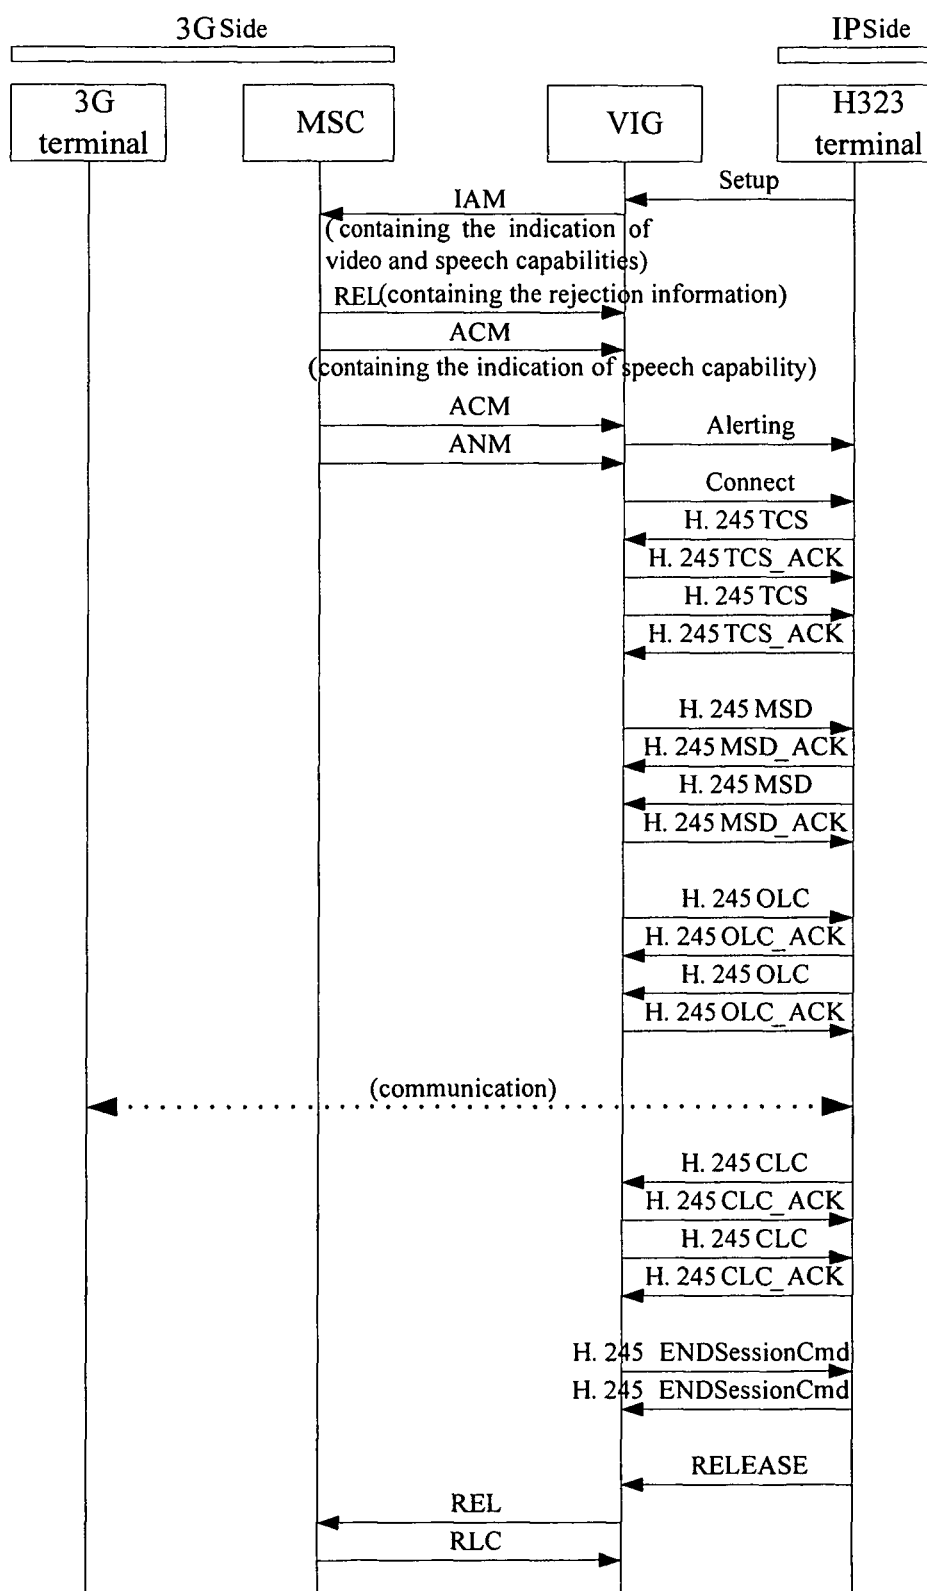 3G Side
IP Side
3G
terminal
MSC
VIG
H323
terminal
Setup
IAM
(containing the indication of
video and speech capabilities)
REL(containing the rejection information)
ACM
(containing the indication of speech capability)
ACM
Alerting
ANM
Connect
H. 245 TCS
H. 245 TCS_ACK
H. 245 TCS
H. 245 TCS_ACK
H. 245 MSD
H. 245 MSD_ACK
H. 245 MSD
H. 245 MSD_ACK
H. 245 OLC
H. 245 OLC_ACK
H. 245 OLC
H. 245 OLC_ACK
(communication)
H. 245 CLC
H. 245 CLC_ACK
H. 245 CLC
H. 245 CLC_ACK
H. 245 ENDSessionCmd
H. 245 ENDSessionCmd
RELEASE
REL
RLC